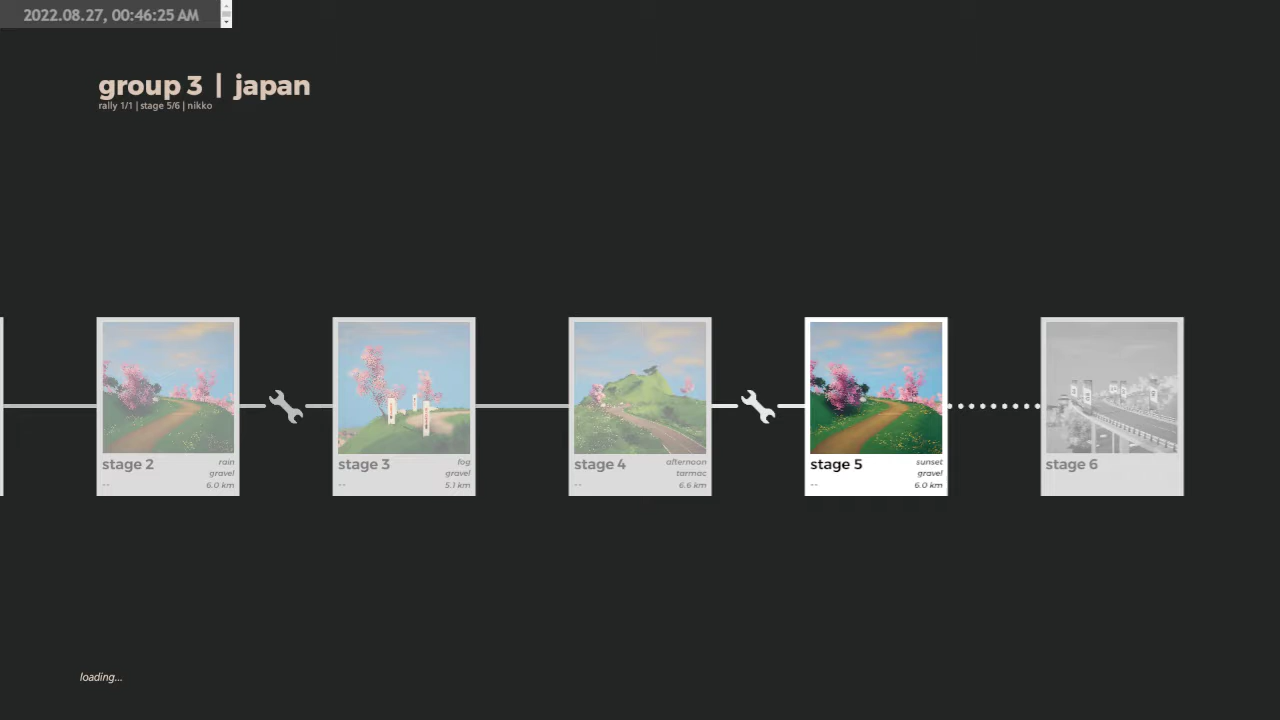 2022.08.27, 00:46:25 AM
group 3 | japan
rally 1/1 | stage 5/6 | nikko
stage 2
rain
gravel
-- 6.0 km
stage 3
fog
gravel
-- 5.1 km
stage 4
afternoon
tarmac
-- 6.6 km
stage 5
sunset
gravel
-- 6.0 km
stage 6
loading...